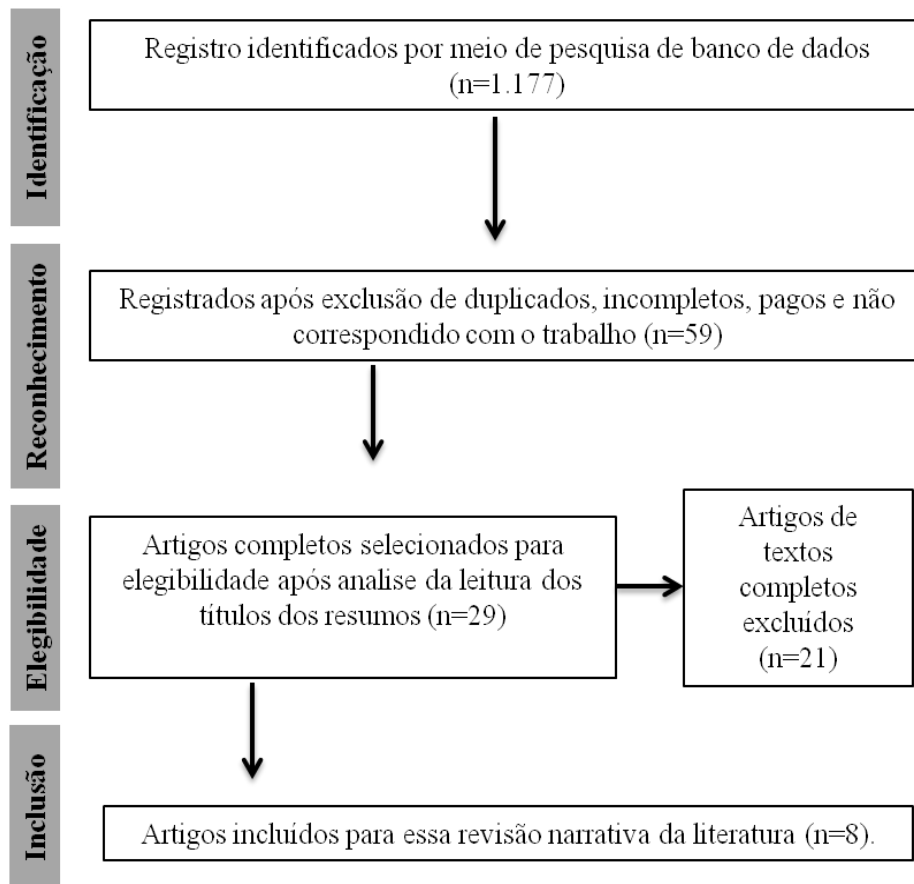 Identificação
Registro identificados por meio de pesquisa de banco de dados
(n=1.177)
Reconhecimento
Registrados após exclusão de duplicados, incompletos, pagos e não
correspondido com o trabalho (n=59)
Elegibilidade
Artigos completos selecionados para
elegibilidade após analise da leitura dos
títulos dos resumos (n=29)
Artigos de
textos
completos
excluídos
(n=21)
Inclusão
Artigos incluídos para essa revisão narrativa da literatura (n=8).